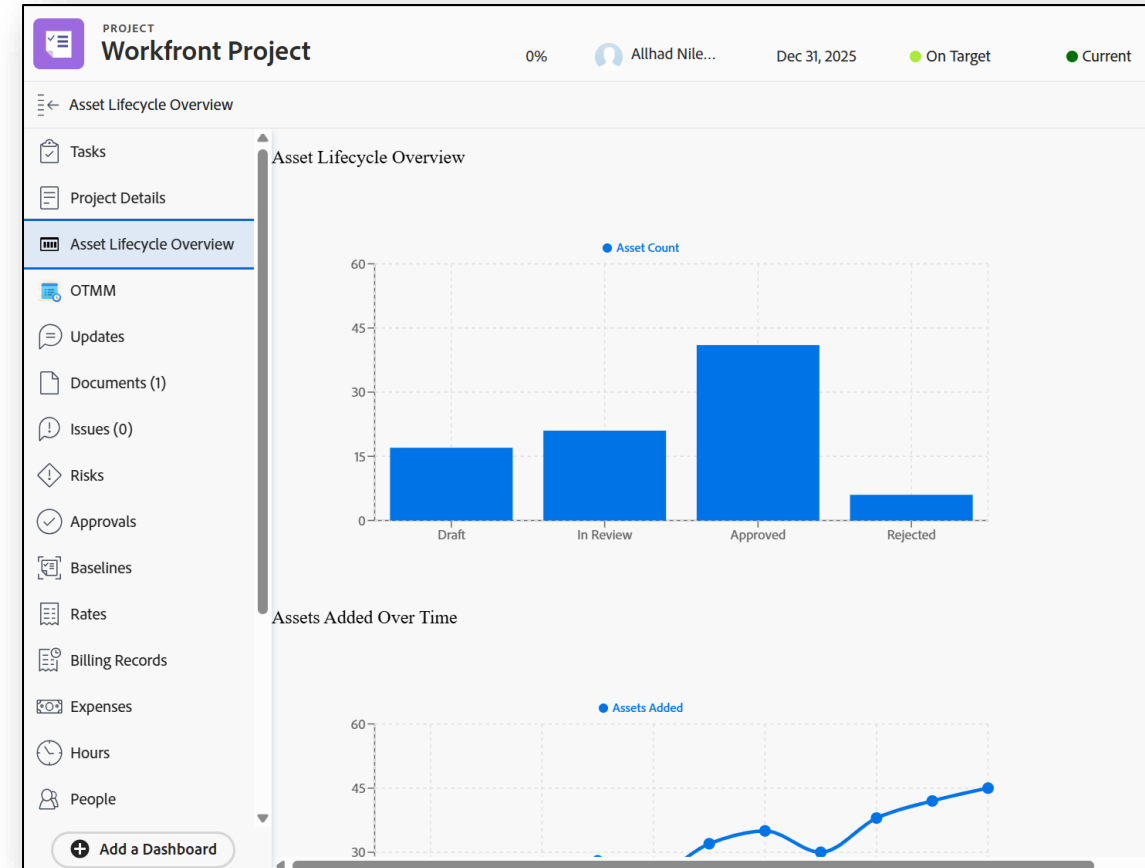 PROJECT
Workfront Project
0%
Allhad Nile...
Dec 31, 2025
On Target
Current
Asset Lifecycle Overview
Tasks
Project Details
Asset Lifecycle Overview
OTMM
Updates
Documents (1)
Issues (0)
Risks
Approvals
Baselines
Rates
Billing Records
Expenses
Hours
People
Add a Dashboard
Asset Lifecycle Overview
Asset Count
60
45
30
15
0
Draft In Review Approved Rejected
Assets Added Over Time
Assets Added
60
45
30